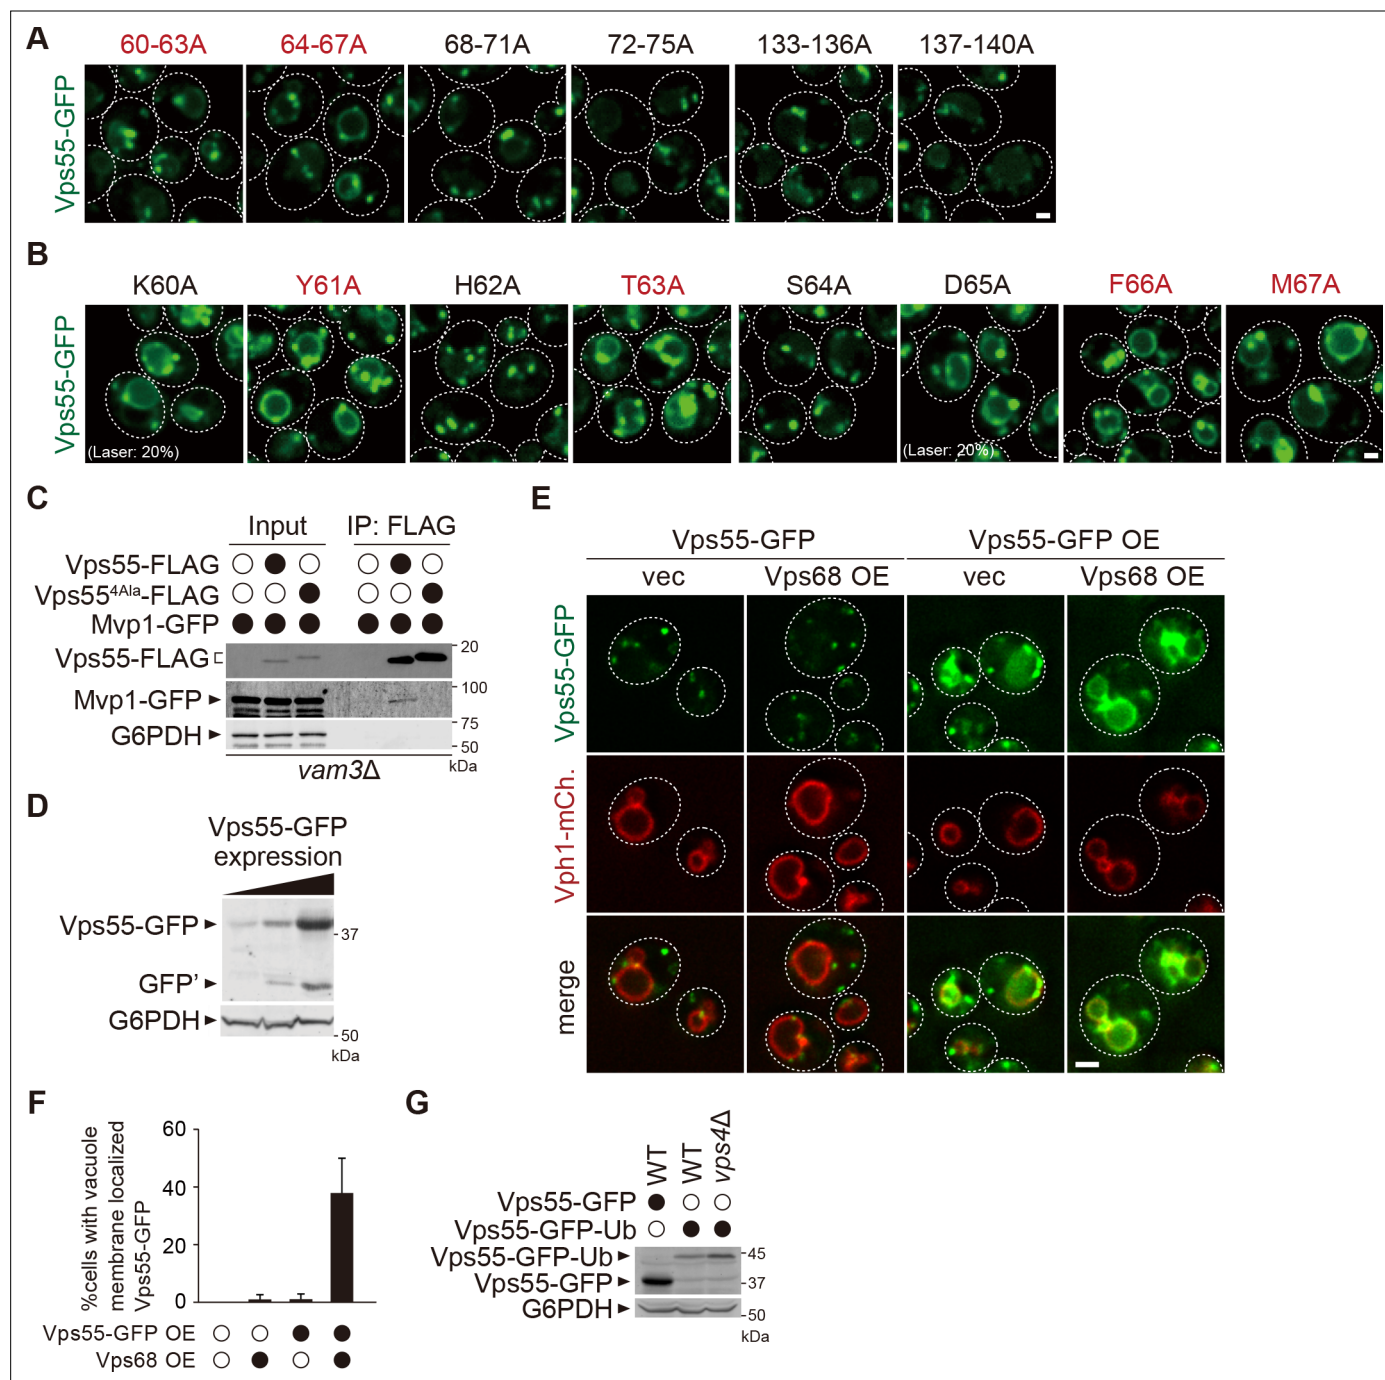 A
60-63A 64-67A 68-71A 72-75A 133-136A 137-140A
Vps55-GFP
B
K60A Y61A H62A T63A S64A D65A F66A M67A
Vps55-GFP
(Laser: 20%) (Laser: 20%)
C
Input IP: FLAG
Vps55-FLAG
Vps55⁴ᴬˡᵃ-FLAG
Mvp1-GFP
Vps55-FLAG
20
Mvp1-GFP
100
75
G6PDH
50
kDa
vam3Δ
D
Vps55-GFP
expression
Vps55-GFP
37
GFP’
G6PDH
50
kDa
E
Vps55-GFP Vps55-GFP OE
vec Vps68 OE vec Vps68 OE
Vps55-GFP
Vph1-mCh.
merge
F
%cells with vacuole
membrane localized
Vps55-GFP
60
40
20
0
Vps55-GFP OE
Vps68 OE
G
WT WT vps4Δ
Vps55-GFP
Vps55-GFP-Ub
Vps55-GFP-Ub
45
Vps55-GFP
37
G6PDH
50
kDa